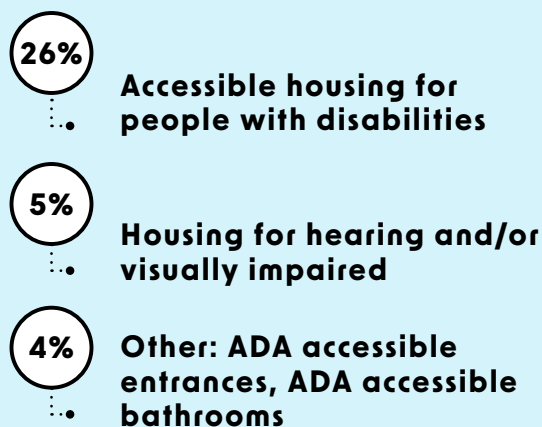 26%
Accessible housing for
people with disabilities
5%
Housing for hearing and/or
visually impaired
4%
Other: ADA accessible
entrances, ADA accessible
bathrooms